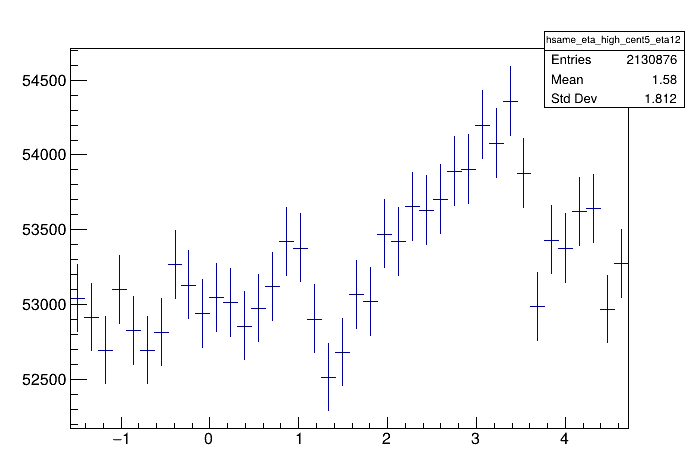 hsame_eta_high_cent5_eta12
Entries 2130876
Mean 1.58
Std Dev 1.812
54500
54000
53500
53000
52500
−1 0 1 2 3 4